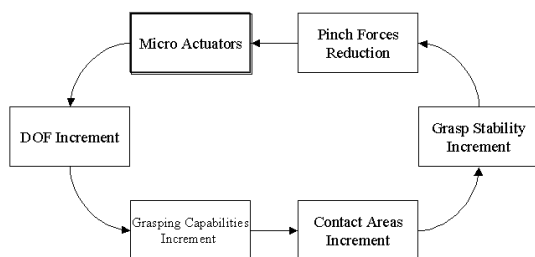 Micro Actuators
Pinch Forces
Reduction
DOF Increment
Grasp Stability
Increment
Grasping Capabilities
Increment
Contact Areas
Increment